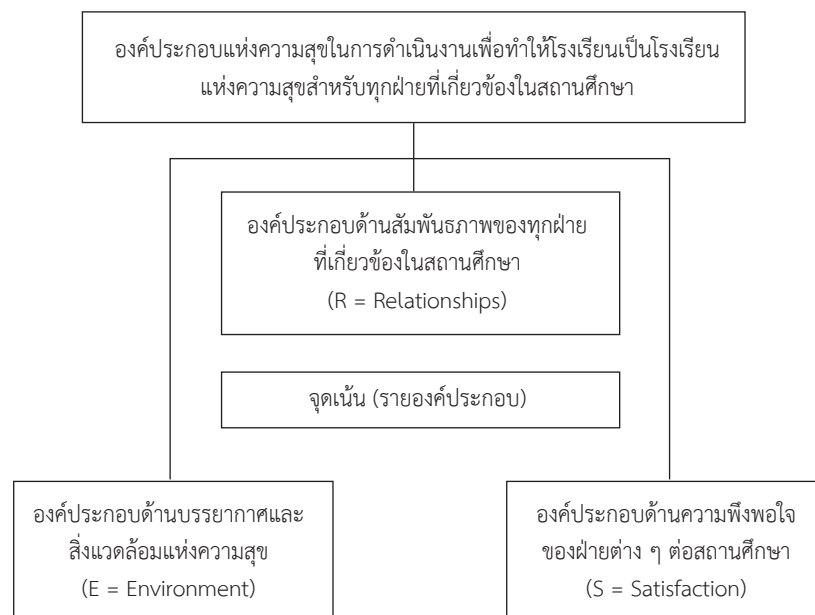 องค์ประกอบแห่งความสุขในการดำเนินงานเพื่อทำให้โรงเรียนเป็นโรงเรียน
แห่งความสุขสำหรับทุกฝ่ายที่เกี่ยวข้องในสถานศึกษา
องค์ประกอบด้านสัมพันธภาพของทุกฝ่าย
ที่เกี่ยวข้องในสถานศึกษา
(R = Relationships)
จุดเน้น (รายองค์ประกอบ)
องค์ประกอบด้านบรรยากาศและ
สิ่งแวดล้อมแห่งความสุข
(E = Environment)
องค์ประกอบด้านความพึงพอใจ
ของฝ่ายต่าง ๆ ต่อสถานศึกษา
(S = Satisfaction)